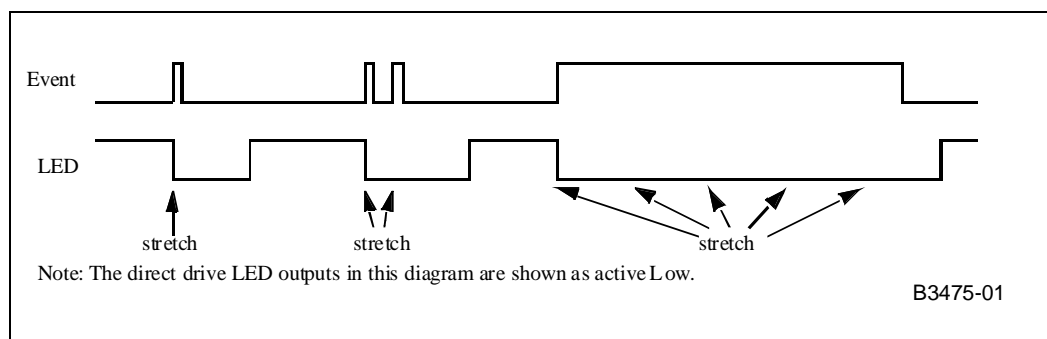 Event
LED
stretch stretch stretch
Note: The direct drive LED outputs in this diagram are shown as active Low.
B3475-01